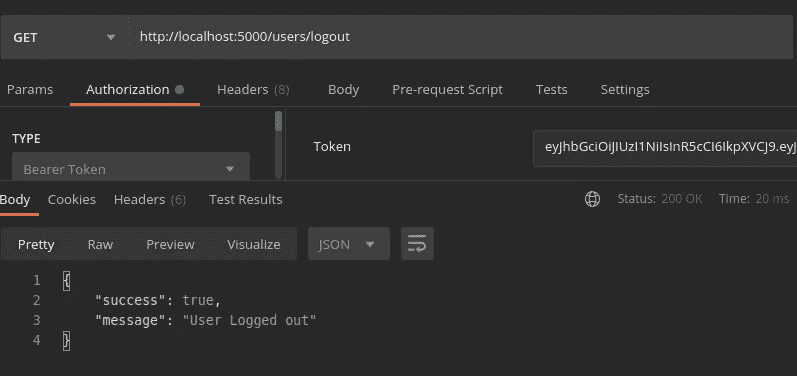 GET http://localhost:5000/users/logout
Params Authorization Headers (8) Body Pre-request Script Tests Settings
TYPE
Bearer Token
Token eyJhbGciOiJIUzI1NiIsInR5cCI6IkpXVCJ9.eyJ
Body Cookies Headers (6) Test Results Status: 200 OK Time: 20 ms
Pretty Raw Preview Visualize JSON
1 {
2 "success": true,
3 "message": "User Logged out"
4 }